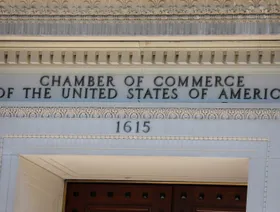 CHAMBER OF COMMERCE
OF THE UNITED STATES OF AMERIC
1615